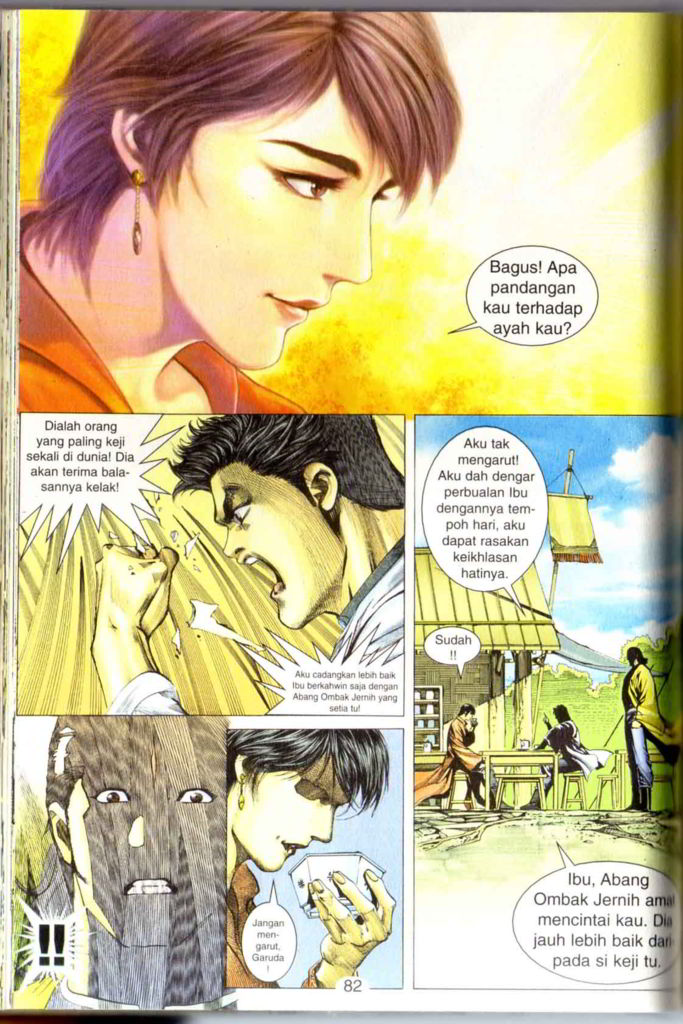 Bagus! Apa
pandangan
kau terhadap
ayah kau?
Dialah orang
yang paling keji
sekali di dunia! Dia
akan terima bala-
sannya kelak!
Aku cadangkan lebih baik
Ibu berkahwin saja dengan
Abang Ombak Jernih yang
setia tu!
!!
Jangan
men-
garut,
Garuda
!
Aku tak
mengarut!
Aku dah dengar
perbualan Ibu
dengannya tem-
poh hari, aku
dapat rasakan
keikhlasan
hatinya.
Sudah
!!
Ibu, Abang
Ombak Jernih
mencintai kau.
jauh lebih baik
pada si keji tu.
82